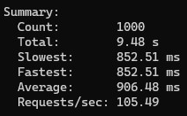 Summary:
Count: 1000
Total: 9.48 s
Slowest: 852.51 ms
Fastest: 852.51 ms
Average: 906.48 ms
Requests/sec: 105.49